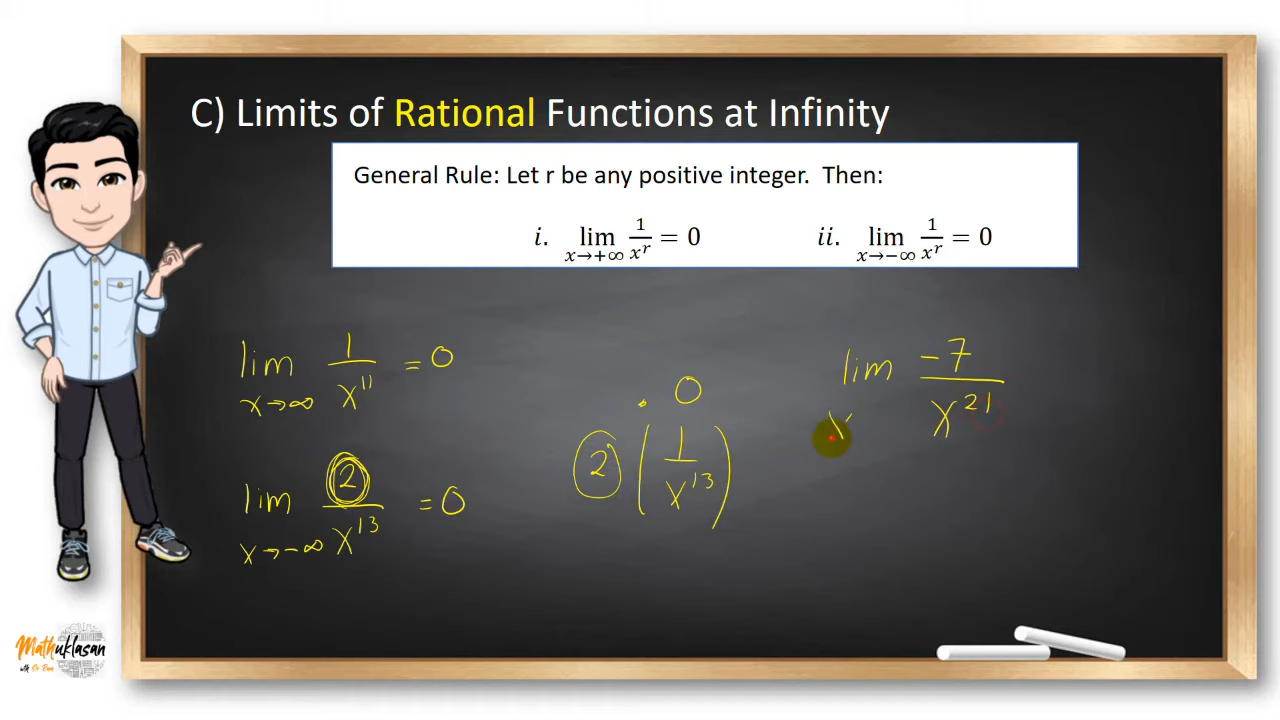 C) Limits of Rational Functions at Infinity
General Rule: Let r be any positive integer. Then:
i. lim x→+∞ 1/x^r = 0
ii. lim x→-∞ 1/x^r = 0
lim x→∞ 1/x^11 = 0
lim x→-∞ 2/x^13 = 0
. 0
2 (1/x^13)
lim x -7/x^21
Mathuklasan